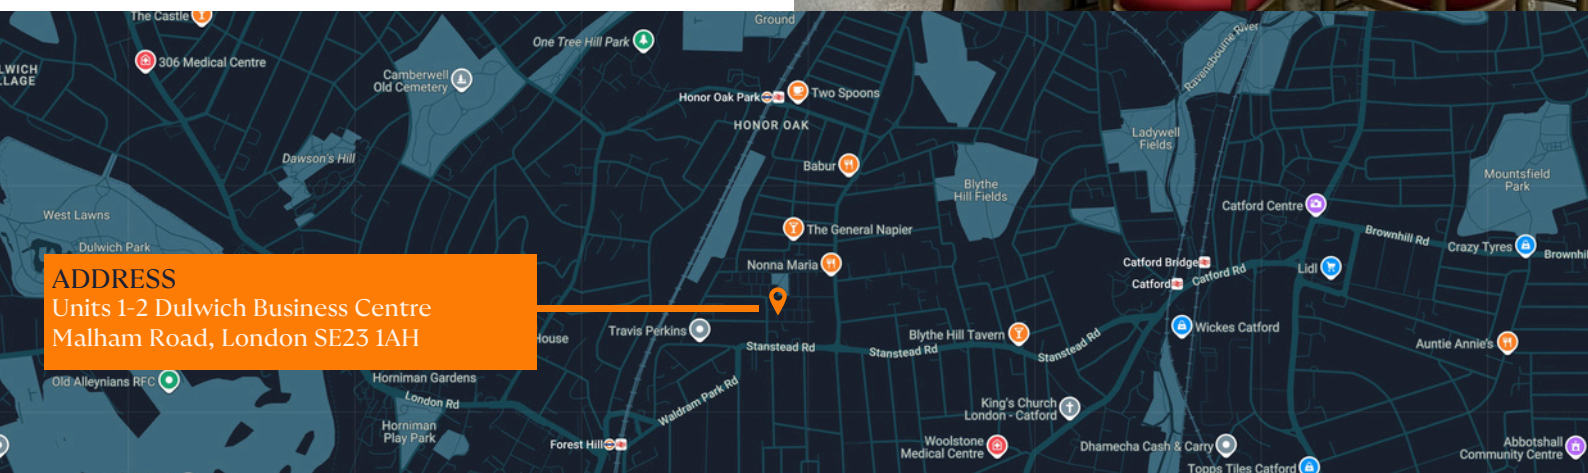 The Castle
Ground
One Tree Hill Park
306 Medical Centre
LWICH
LLAGE
Camberwell
Old Cemetery
Ravensbourne River
Honor Oak Park
Two Spoons
HONOR OAK
Ladywell
Fields
Dawson's Hill
Babur
Blythe
Hill Fields
Mountsfield
Park
Catford Centre
West Lawns
The General Napier
Brownhill Rd
Crazy Tyres
Brownhi
Dulwich Park
Nonna Maria
Catford Bridge
Catford
Catford Rd
Lidl
ADDRESS
Units 1-2 Dulwich Business Centre
Malham Road, London SE23 1AH
House
Travis Perkins
Stanstead Rd
Stanstead Rd
Blythe Hill Tavern
Stanstead Rd
Wickes Catford
Auntie Annie's
Old Alleynians RFC
Horniman Gardens
London Rd
Waldram Park Rd
King's Church
London - Catford
Horniman
Play Park
Forest Hill
Woolstone
Medical Centre
Dhamecha Cash & Carry
Abbotshall
Community Centre
Topps Tiles Catford